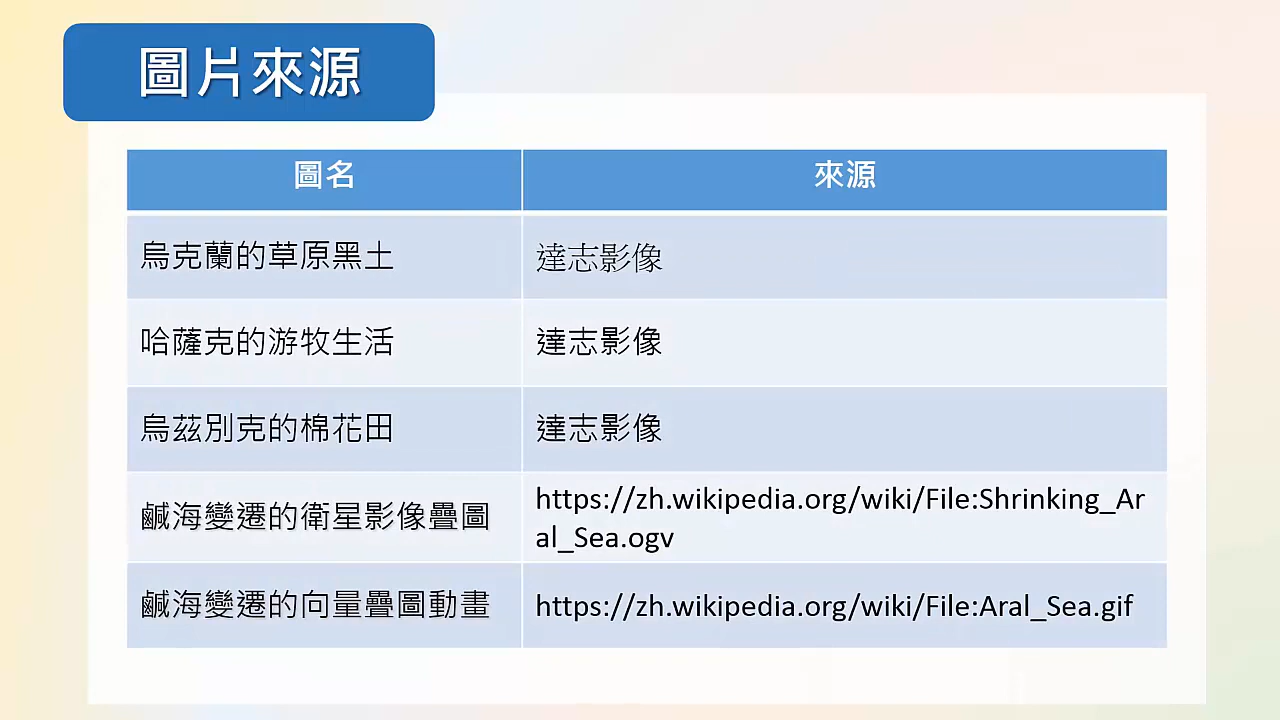 圖片來源
圖名
來源
烏克蘭的草原黑土
達志影像
哈薩克的游牧生活
達志影像
烏茲別克的棉花田
達志影像
鹹海變遷的衛星影像疊圖
https://zh.wikipedia.org/wiki/File:Shrinking_Ar
al_Sea.ogv
鹹海變遷的向量疊圖動畫
https://zh.wikipedia.org/wiki/File:Aral_Sea.gif